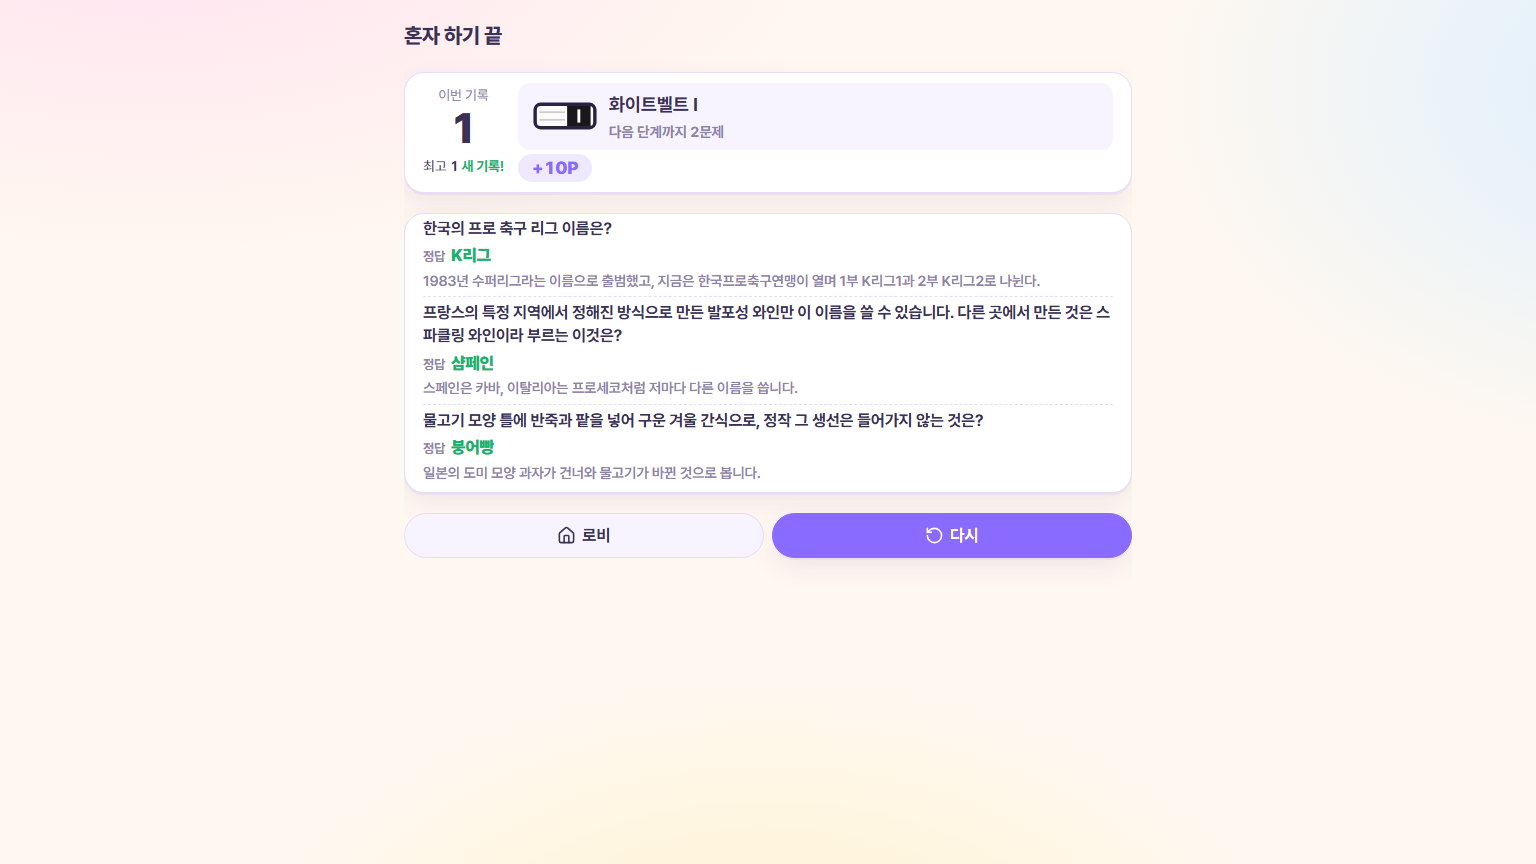 혼자 하기 끝
이번 기록
1
최고 1 새 기록!
화이트벨트 I
다음 단계까지 2문제
+10P
한국의 프로 축구 리그 이름은?
정답 K리그
1983년 수퍼리그라는 이름으로 출범했고, 지금은 한국프로축구연맹이 열며 1부 K리그1과 2부 K리그2로 나뉜다.
프랑스의 특정 지역에서 정해진 방식으로 만든 발포성 와인만 이 이름을 쓸 수 있습니다. 다른 곳에서 만든 것은 스
파클링 와인이라 부르는 이것은?
정답 샴페인
스페인은 카바, 이탈리아는 프로세코처럼 저마다 다른 이름을 씁니다.
물고기 모양 틀에 반죽과 팥을 넣어 구운 겨울 간식으로, 정작 그 생선은 들어가지 않는 것은?
정답 붕어빵
일본의 도미 모양 과자가 건너와 물고기가 바뀐 것으로 봅니다.
로비
다시